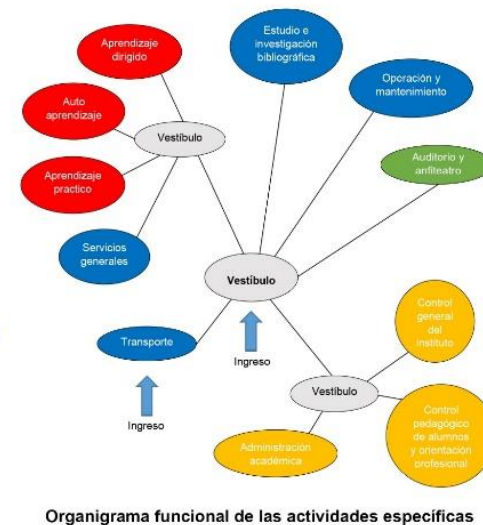 Aprendizaje
dirigido
Estudio e
investigación
bibliográfica
Operación y
mantenimiento
Auto
aprendizaje
Vestíbulo
Auditorio y
anfiteatro
Aprendizaje
practico
Servicios
generales
Vestíbulo
Control
general
del
instituto
Transporte
Ingreso
Ingreso
Vestíbulo
Control
pedagógico
de alumnos
y orientación
profesional
Administración
académica
Organigrama funcional de las actividades específicas